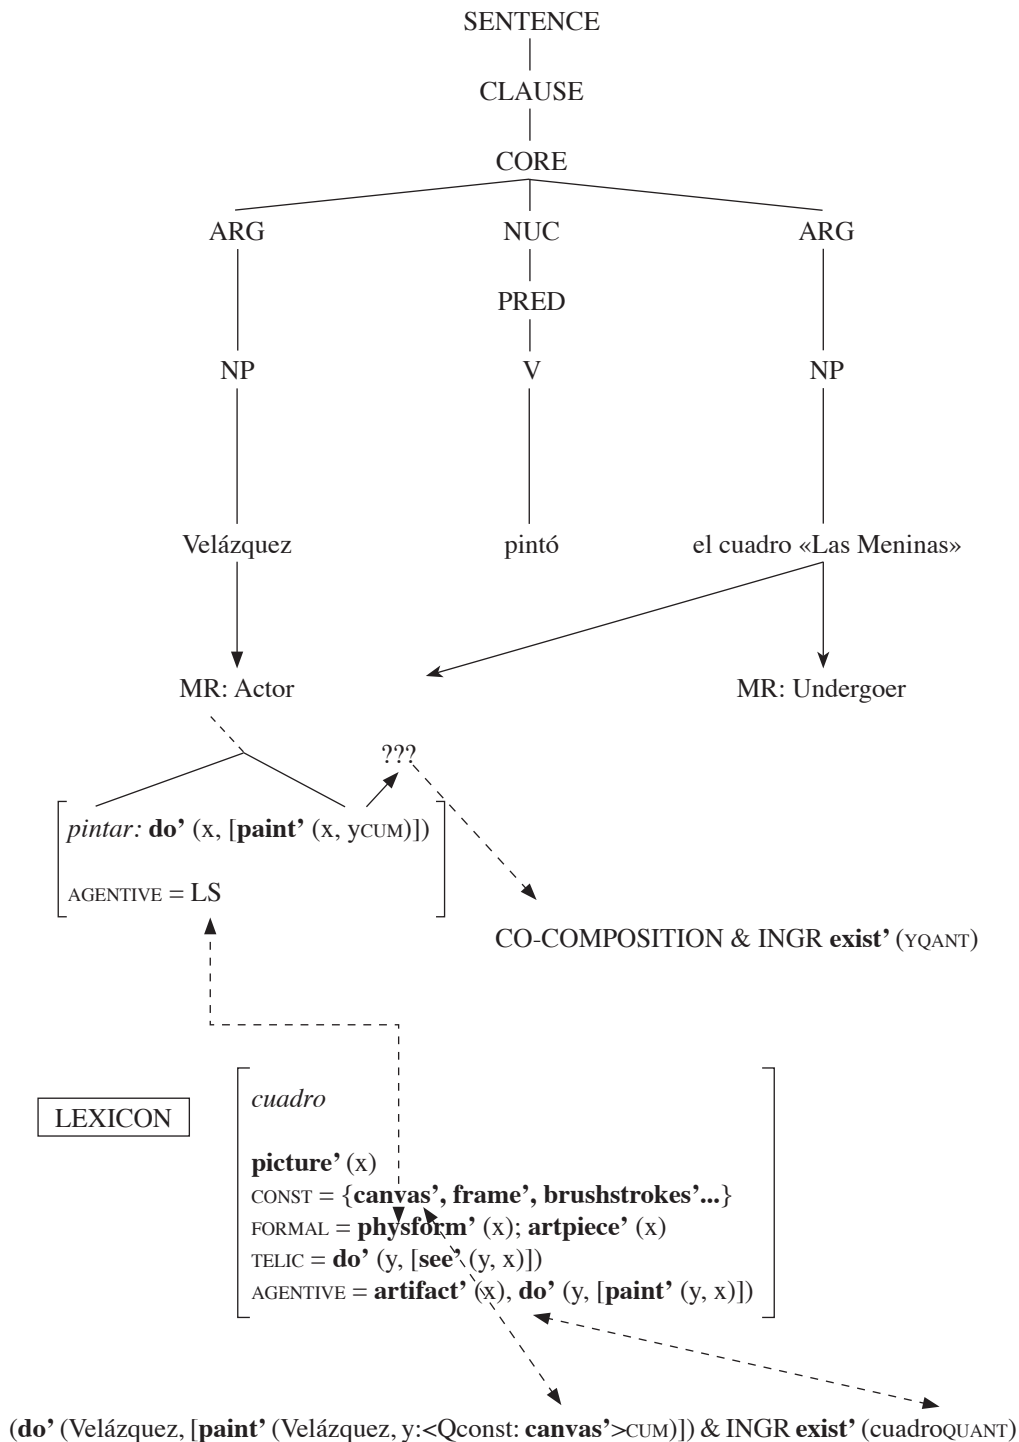 SENTENCE
CLAUSE
CORE
ARG NUC ARG
PRED
NP V NP
Velázquez pintó el cuadro «Las Meninas»
MR: Actor MR: Undergoer
???
pintar: do’ (x, [paint’ (x, yCUM)])
AGENTIVE = LS
CO-COMPOSITION & INGR exist’ (YQANT)
LEXICON
cuadro
picture’ (x)
CONST = {canvas’, frame’, brushstrokes’...}
FORMAL = physform’ (x); artpiece’ (x)
TELIC = do’ (y, [see’ (y, x)])
AGENTIVE = artifact’ (x), do’ (y, [paint’ (y, x)])
(do’ (Velázquez, [paint’ (Velázquez, y:<Qconst: canvas’>CUM)]) & INGR exist’ (cuadroQUANT)